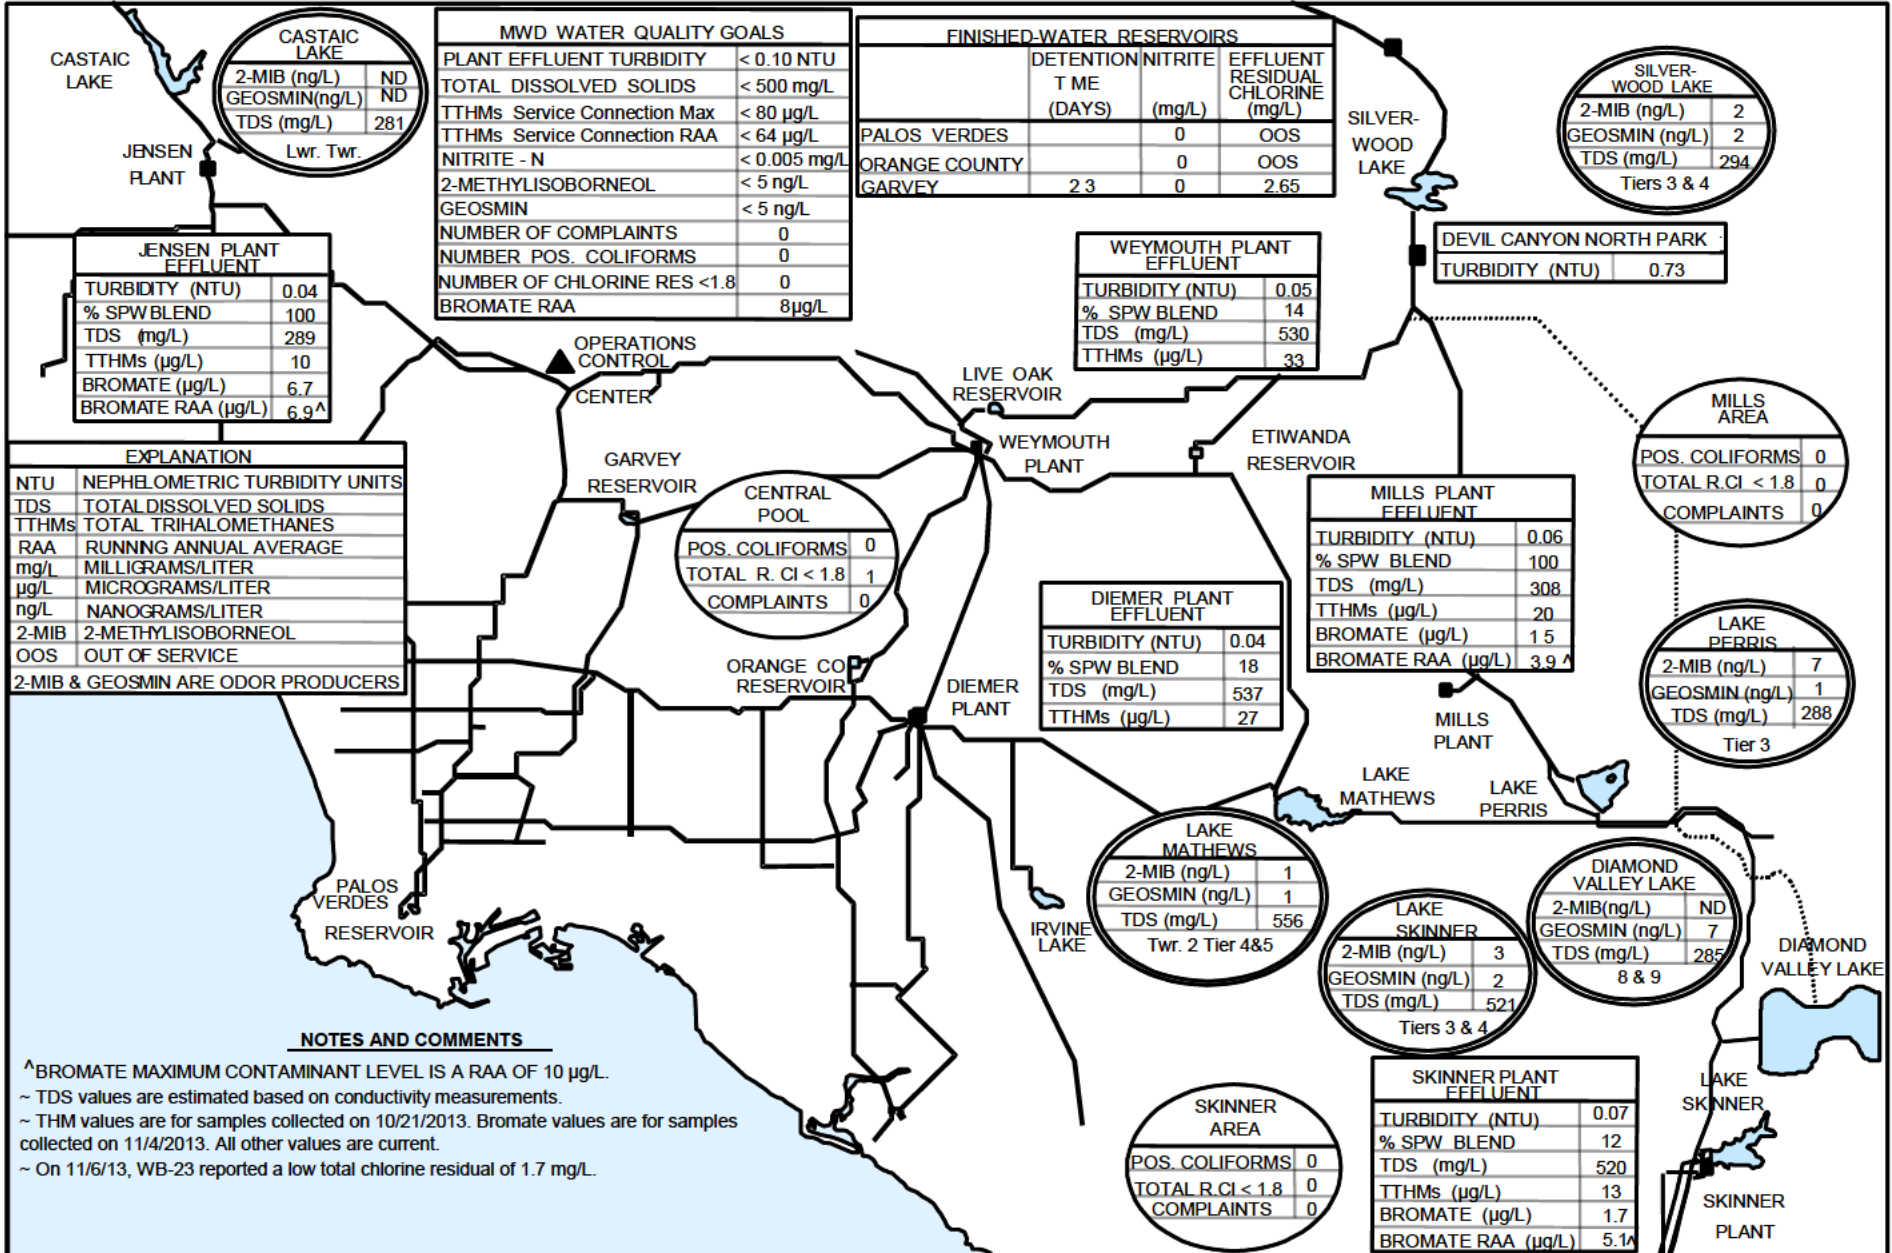 CASTAIC
LAKE
CASTAIC
LAKE
2-MIB (ng/L) ND
GEOSMIN(ng/L) ND
TDS (mg/L) 281
Lwr. Twr.
JENSEN
PLANT
MWD WATER QUALITY GOALS
PLANT EFFLUENT TURBIDITY < 0.10 NTU
TOTAL DISSOLVED SOLIDS < 500 mg/L
TTHMs Service Connection Max < 80 µg/L
TTHMs Service Connection RAA < 64 µg/L
NITRITE - N < 0.005 mg/L
2-METHYLISOBORNEOL < 5 ng/L
GEOSMIN < 5 ng/L
NUMBER OF COMPLAINTS 0
NUMBER POS. COLIFORMS 0
NUMBER OF CHLORINE RES <1.8 0
BROMATE RAA 8µg/L
FINISHED-WATER RESERVOIRS
DETENTION NITRITE EFFLUENT
T ME RESIDUAL
CHLORINE
(DAYS) (mg/L) (mg/L)
PALOS VERDES 0 OOS
ORANGE COUNTY 0 OOS
GARVEY 2 3 0 2.65
SILVER-
WOOD
LAKE
SILVER-
WOOD LAKE
2-MIB (ng/L) 2
GEOSMIN (ng/L) 2
TDS (mg/L) 294
Tiers 3 & 4
DEVIL CANYON NORTH PARK
TURBIDITY (NTU) 0.73
JENSEN PLANT
EFFLUENT
TURBIDITY (NTU) 0.04
% SPW BLEND 100
TDS (mg/L) 289
TTHMs (µg/L) 10
BROMATE (µg/L) 6.7
BROMATE RAA (µg/L) 6.9^
WEYMOUTH PLANT
EFFLUENT
TURBIDITY (NTU) 0.05
% SPW BLEND 14
TDS (mg/L) 530
TTHMs (µg/L) 33
OPERATIONS
CONTROL
CENTER
LIVE OAK
RESERVOIR
WEYMOUTH
PLANT
ETIWANDA
RESERVOIR
MILLS
AREA
POS. COLIFORMS 0
TOTAL R.Cl < 1.8 0
COMPLAINTS 0
EXPLANATION
NTU NEPHELOMETRIC TURBIDITY UNITS
TDS TOTAL DISSOLVED SOLIDS
TTHMs TOTAL TRIHALOMETHANES
RAA RUNNING ANNUAL AVERAGE
mg/L MILLIGRAMS/LITER
µg/L MICROGRAMS/LITER
ng/L NANOGRAMS/LITER
2-MIB 2-METHYLISOBORNEOL
OOS OUT OF SERVICE
2-MIB & GEOSMIN ARE ODOR PRODUCERS
GARVEY
RESERVOIR
CENTRAL
POOL
POS. COLIFORMS 0
TOTAL R. Cl < 1.8 1
COMPLAINTS 0
MILLS PLANT
EFFLUENT
TURBIDITY (NTU) 0.06
% SPW BLEND 100
TDS (mg/L) 308
TTHMs (µg/L) 20
BROMATE (µg/L) 1 5
BROMATE RAA (µg/L) 3.9 ^
DIEMER PLANT
EFFLUENT
TURBIDITY (NTU) 0.04
% SPW BLEND 18
TDS (mg/L) 537
TTHMs (µg/L) 27
LAKE
PERRIS
2-MIB (ng/L) 7
GEOSMIN (ng/L) 1
TDS (mg/L) 288
Tier 3
ORANGE CO
RESERVOIR
DIEMER
PLANT
MILLS
PLANT
LAKE
MATHEWS
LAKE
PERRIS
LAKE
MATHEWS
2-MIB (ng/L) 1
GEOSMIN (ng/L) 1
TDS (mg/L) 556
Twr. 2 Tier 4&5
DIAMOND
VALLEY LAKE
2-MIB(ng/L) ND
GEOSMIN (ng/L) 7
TDS (mg/L) 285
8 & 9
LAKE
SKINNER
2-MIB (ng/L) 3
GEOSMIN (ng/L) 2
TDS (mg/L) 521
Tiers 3 & 4
PALOS
VERDES
RESERVOIR
IRVINE
LAKE
DIAMOND
VALLEY LAKE
NOTES AND COMMENTS
^BROMATE MAXIMUM CONTAMINANT LEVEL IS A RAA OF 10 µg/L.
~ TDS values are estimated based on conductivity measurements.
~ THM values are for samples collected on 10/21/2013. Bromate values are for samples
collected on 11/4/2013. All other values are current.
~ On 11/6/13, WB-23 reported a low total chlorine residual of 1.7 mg/L.
SKINNER
AREA
POS. COLIFORMS 0
TOTAL R.Cl < 1.8 0
COMPLAINTS 0
SKINNER PLANT
EFFLUENT
TURBIDITY (NTU) 0.07
% SPW BLEND 12
TDS (mg/L) 520
TTHMs (µg/L) 13
BROMATE (µg/L) 1.7
BROMATE RAA (µg/L) 5.1^
LAKE
SKINNER
SKINNER
PLANT